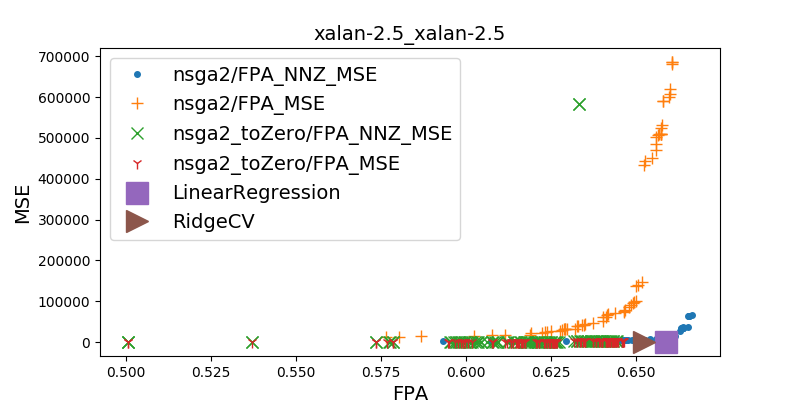 xalan-2.5_xalan-2.5
700000
600000
500000
400000
300000
200000
100000
0
MSE
nsga2/FPA_NNZ_MSE
nsga2/FPA_MSE
nsga2_toZero/FPA_NNZ_MSE
nsga2_toZero/FPA_MSE
LinearRegression
RidgeCV
0.500 0.525 0.550 0.575 0.600 0.625 0.650
FPA